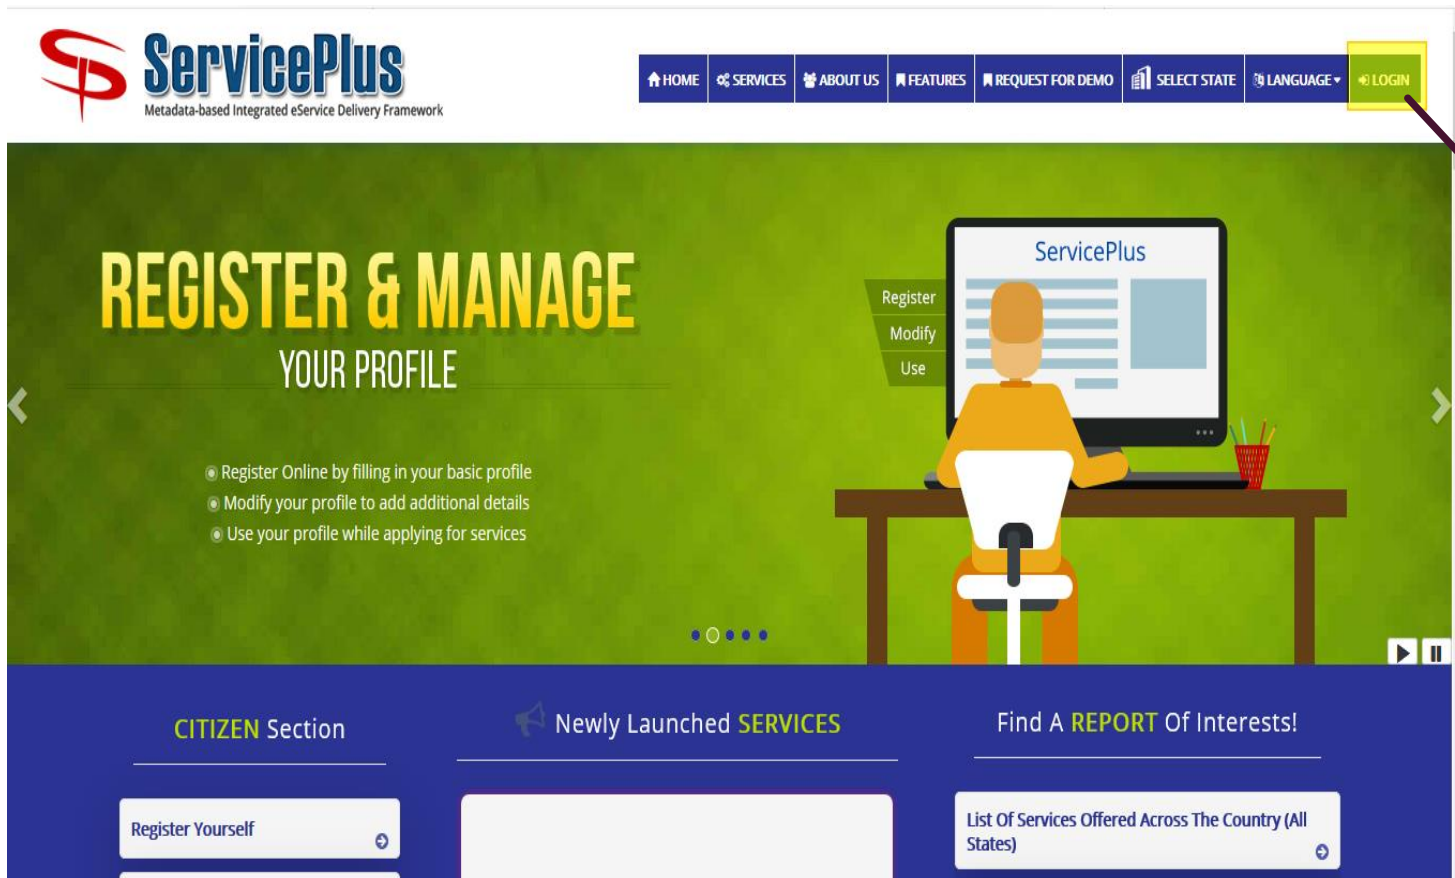 ServicePlus
Metadata-based Integrated eService Delivery Framework
HOME SERVICES ABOUT US FEATURES REQUEST FOR DEMO SELECT STATE LANGUAGE LOGIN
REGISTER & MANAGE
YOUR PROFILE
Register Online by filling in your basic profile
Modify your profile to add additional details
Use your profile while applying for services
ServicePlus
Register
Modify
Use
CITIZEN Section
Register Yourself
Newly Launched SERVICES
Find A REPORT Of Interests!
List Of Services Offered Across The Country (All
States)